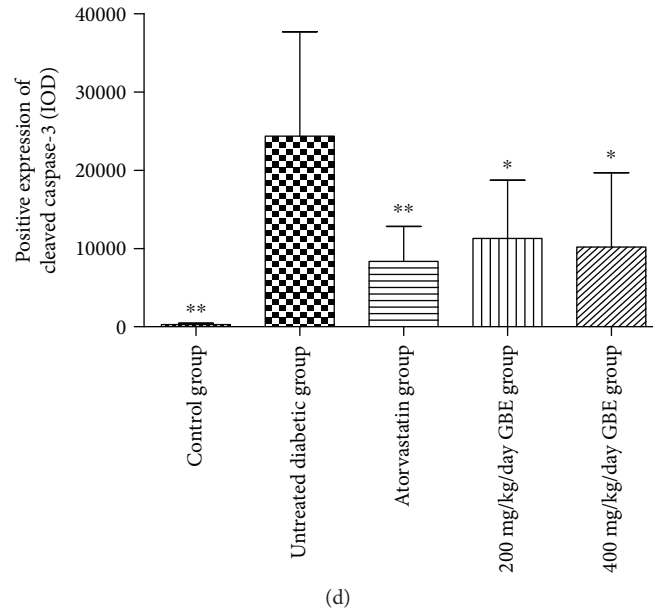 40000
30000
20000
10000
0
Positive expression of
cleaved caspase-3 (IOD)
**
**
*
*
Control group
Untreated diabetic group
Atorvastatin group
200 mg/kg/day GBE group
400 mg/kg/day GBE group
(d)